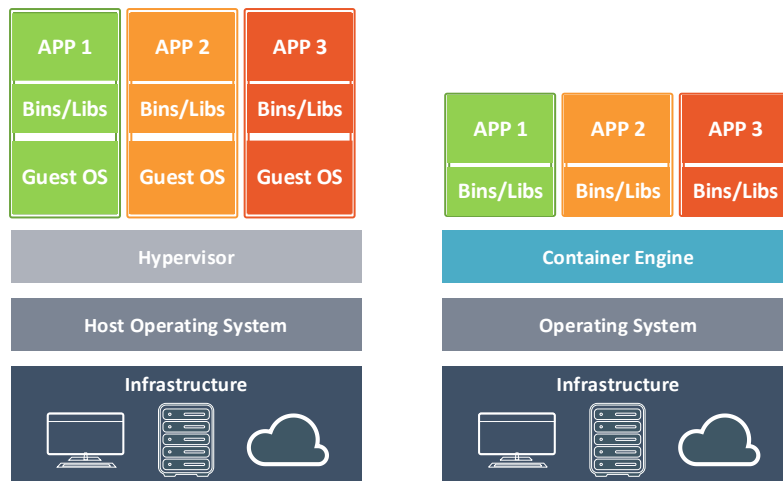 APP 1
APP 2
APP 3
Bins/Libs
Bins/Libs
Bins/Libs
Guest OS
Guest OS
Guest OS
Hypervisor
Host Operating System
Infrastructure
APP 1
APP 2
APP 3
Bins/Libs
Bins/Libs
Bins/Libs
Container Engine
Operating System
Infrastructure